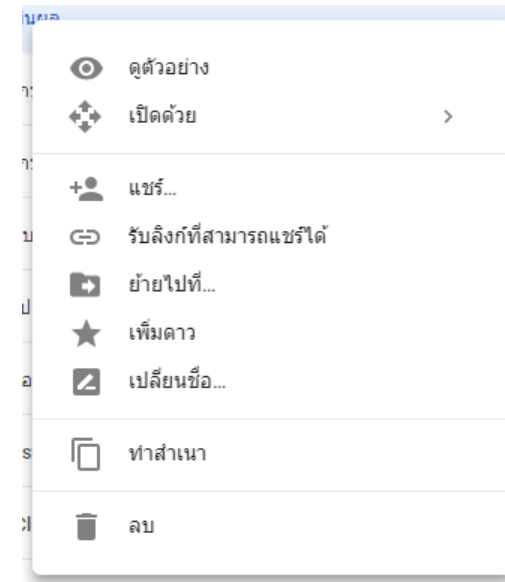 ดูตัวอย่าง
เปิดด้วย
แชร์...
รับลิงก์ที่สามารถแชร์ได้
ย้ายไปที่...
เพิ่มดาว
เปลี่ยนชื่อ...
ทำสำเนา
ลบ